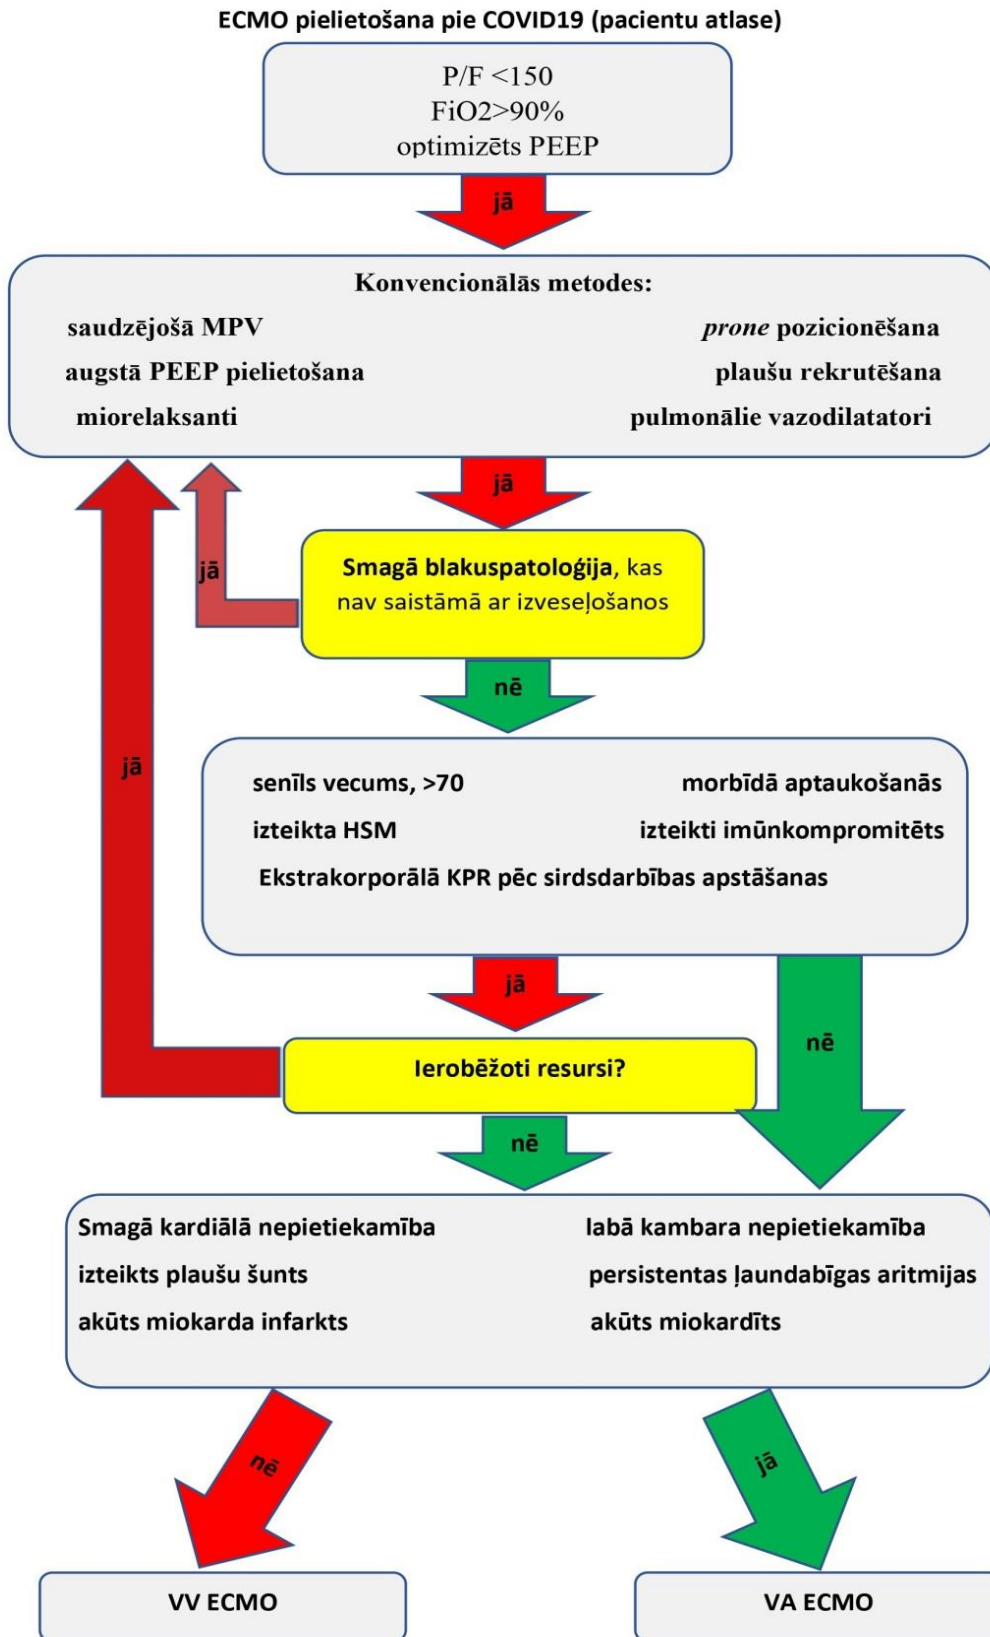 ECMO pielietošana pie COVID19 (pacientu atlase)
P/F <150
FiO2>90%
optimizēts PEEP
jā
Konvencionālās metodes:
saudzējošā MPV
prone pozicionēšana
augstā PEEP pielietošana
plaušu rekrutēšana
miorelaksanti
pulmonālie vazodilatatori
jā
jā
Smagā blakuspatoloģija, kas
nav saistāmā ar izveseļošanos
nē
jā
senīls vecums, >70
morbīdā aptaukošanās
izteikta HSM
izteikti imūnkompromitēts
Ekstrakorporālā KPR pēc sirdsdarbības apstāšanas
jā
nē
Ierobēžoti resursi?
nē
Smagā kardiālā nepietiekamība
labā kambara nepietiekamība
izteikts plaušu šunts
persistentas ļaundabīgas aritmijas
akūts miokarda infarkts
akūts miokardīts
nē
jā
VV ECMO
VA ECMO